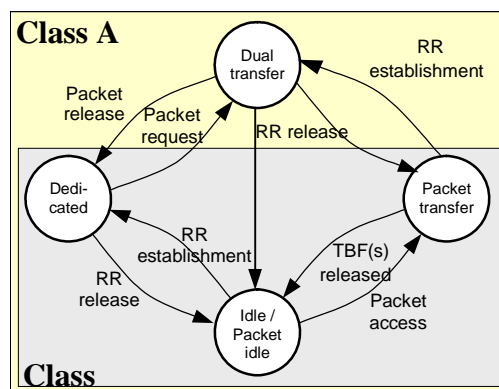 Class A
Dual
transfer
RR
establishment
Packet
release
Packet
request
RR release
Dedi-
cated
Packet
transfer
RR
establishment
TBF(s)
released
RR
release
Packet
access
Idle /
Packet
idle
Class